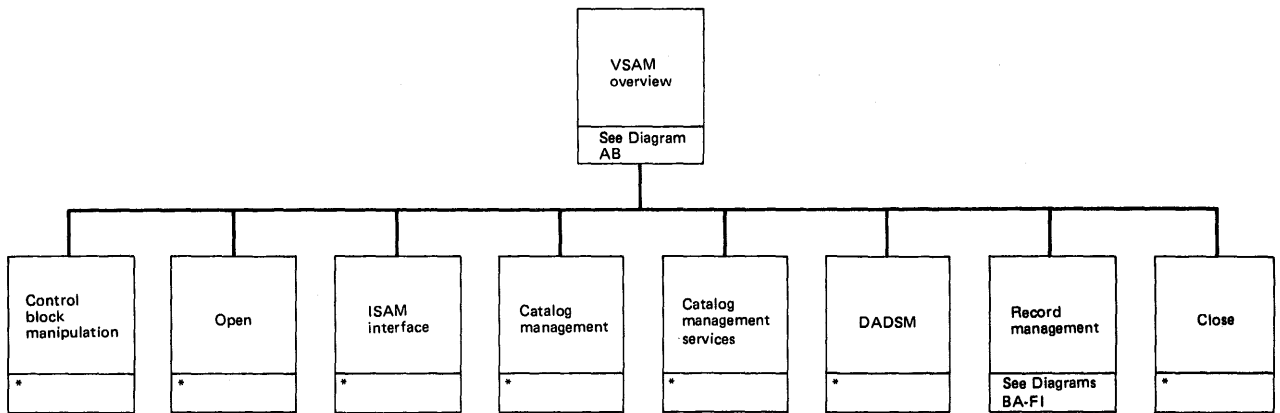 VSAM
overview
See Diagram
AB
Control
block
manipulation
*
Open
*
ISAM
interface
*
Catalog
management
*
Catalog
management
services
*
DADSM
*
Record
management
See Diagrams
BA-FI
Close
*